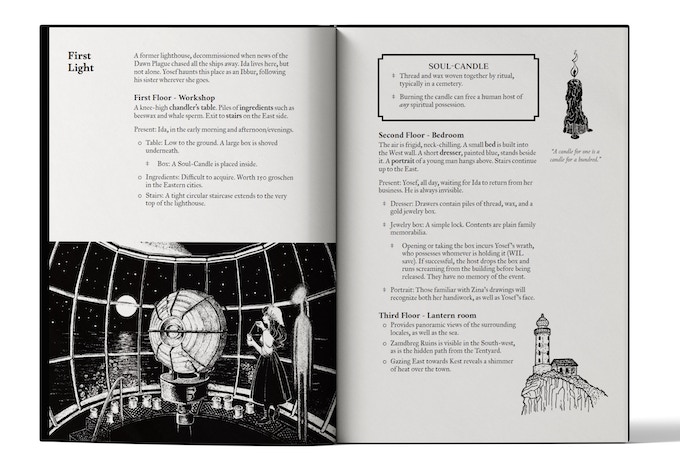 First
Light
A former lighthouse, decommissioned when news of the
Dawn Plague chased all the ships away. Ida lives here, but
not alone. Yosef haunts this place as an Ibbur, following
his sister wherever she goes.
First Floor - Workshop
A knee-high chandler's table. Piles of ingredients such as
beeswax and whale sperm. Exit to stairs on the East side.
Present: Ida, in the early morning and afternoon/evenings.
Table: Low to the ground. A large box is shoved
underneath.
Box: A Soul-Candle is placed inside.
Ingredients: Difficult to acquire. Worth 150 groschen
in the Eastern cities.
Stairs: A tight circular staircase extends to the very
top of the lighthouse.
SOUL-CANDLE
Thread and wax woven together by ritual,
typically in a cemetery.
Burning the candle can free a human host of
any spiritual possession.
"A candle for one is a
candle for a hundred."
Second Floor - Bedroom
The air is frigid, neck-chilling. A small bed is built into
the West wall. A short dresser, painted blue, stands beside
it. A portrait of a young man hangs above. Stairs continue
up to the East.
Present: Yosef, all day, waiting for Ida to return from her
business. He is always invisible.
Dresser: Drawers contain piles of thread, wax, and a
gold jewelry box.
Jewelry box: A simple lock. Contents are plain family
memorabilia.
Opening or taking the box incurs Yosef's wrath,
who possesses whomever is holding it (WIL
save). If successful, the host drops the box and
runs screaming from the building before being
released. They have no memory of the event.
Portrait: Those familiar with Zina's drawings will
recognize both her handiwork, as well as Yosef's face.
Third Floor - Lantern room
Provides panoramic views of the surrounding
locales, as well as the sea.
Zamdbreg Ruins is visible in the South-west,
as is the hidden path from the Tentyard.
Gazing East towards Kest reveals a shimmer
of heat over the town.